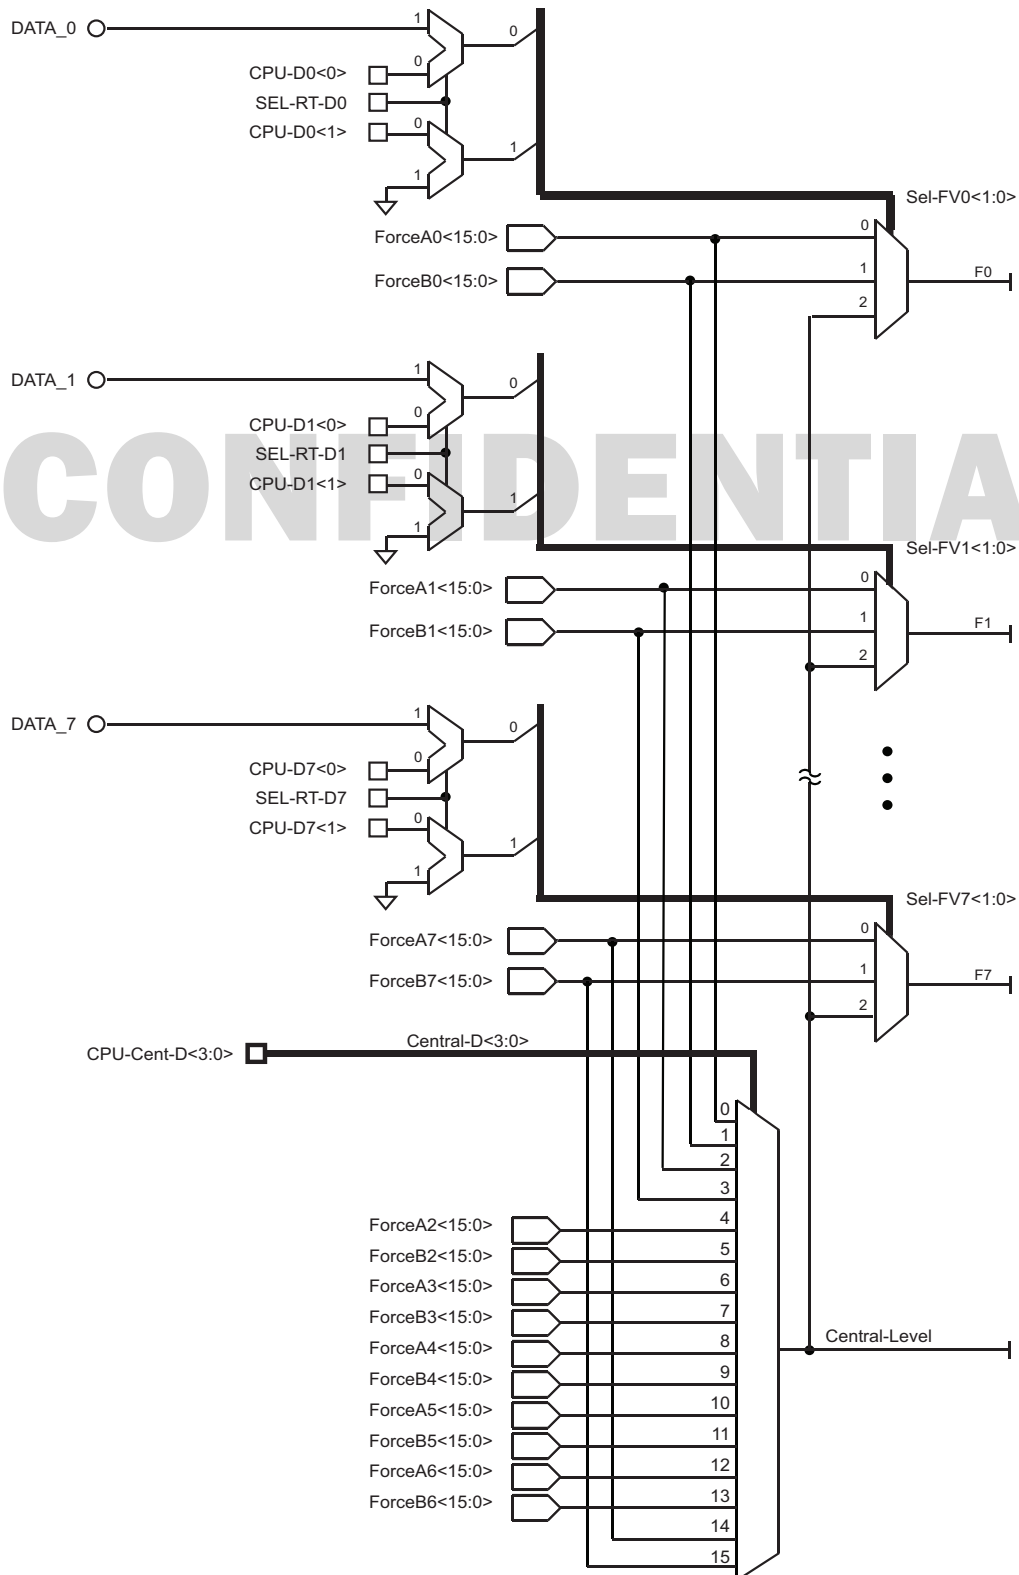 1
DATA_0
0
0
CPU-D0<0>
SEL-RT-D0
0
CPU-D0<1>
1
1
Sel-FV0<1:0>
ForceA0<15:0>
0
ForceB0<15:0>
1
F0
2
1
DATA_1
0
0
CPU-D1<0>
SEL-RT-D1
0
CPU-D1<1>
1
1
CONFIDENTIA
Sel-FV1<1:0>
ForceA1<15:0>
0
ForceB1<15:0>
1
F1
2
1
DATA_7
0
0
CPU-D7<0>
SEL-RT-D7
0
CPU-D7<1>
1
1
Sel-FV7<1:0>
ForceA7<15:0>
0
ForceB7<15:0>
1
F7
2
CPU-Cent-D<3:0>
Central-D<3:0>
0
1
2
3
ForceA2<15:0>
4
ForceB2<15:0>
5
ForceA3<15:0>
6
ForceB3<15:0>
7
ForceA4<15:0>
8
Central-Level
ForceB4<15:0>
9
ForceA5<15:0>
10
ForceB5<15:0>
11
ForceA6<15:0>
12
ForceB6<15:0>
13
14
15